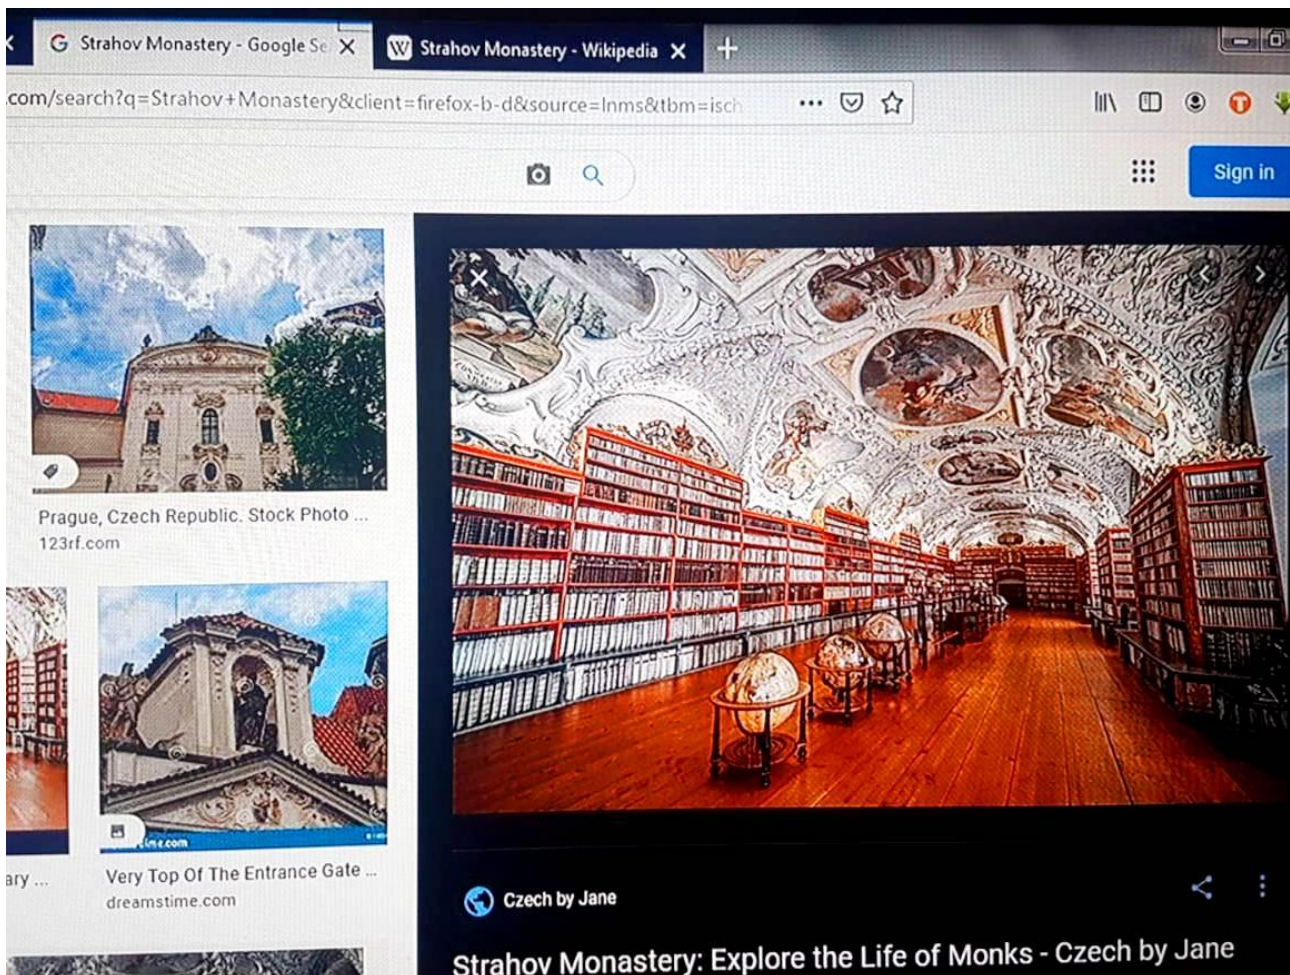 Strahov Monastery - Google Se
Strahov Monastery - Wikipedia
.com/search?q=Strahov+Monastery&client=firefox-b-d&source=lnms&tbm=isch
Sign in
Prague, Czech Republic. Stock Photo ...
123rf.com
ary ...
Very Top Of The Entrance Gate ...
dreamstime.com
Czech by Jane
Strahov Monastery: Explore the Life of Monks - Czech by Jane